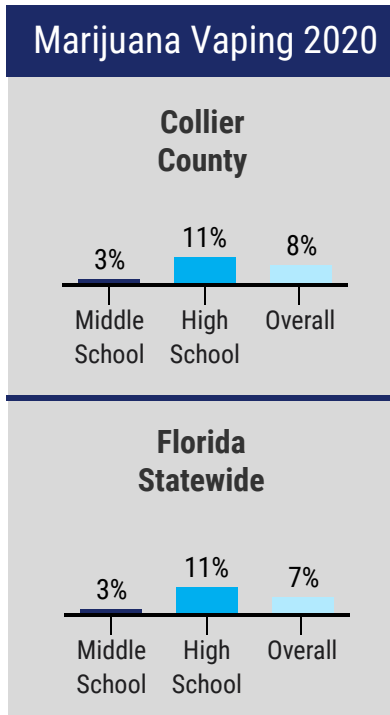 Marijuana Vaping 2020
Collier
County
3%
11%
8%
Middle
School
High
School
Overall
Florida
Statewide
3%
11%
7%
Middle
School
High
School
Overall